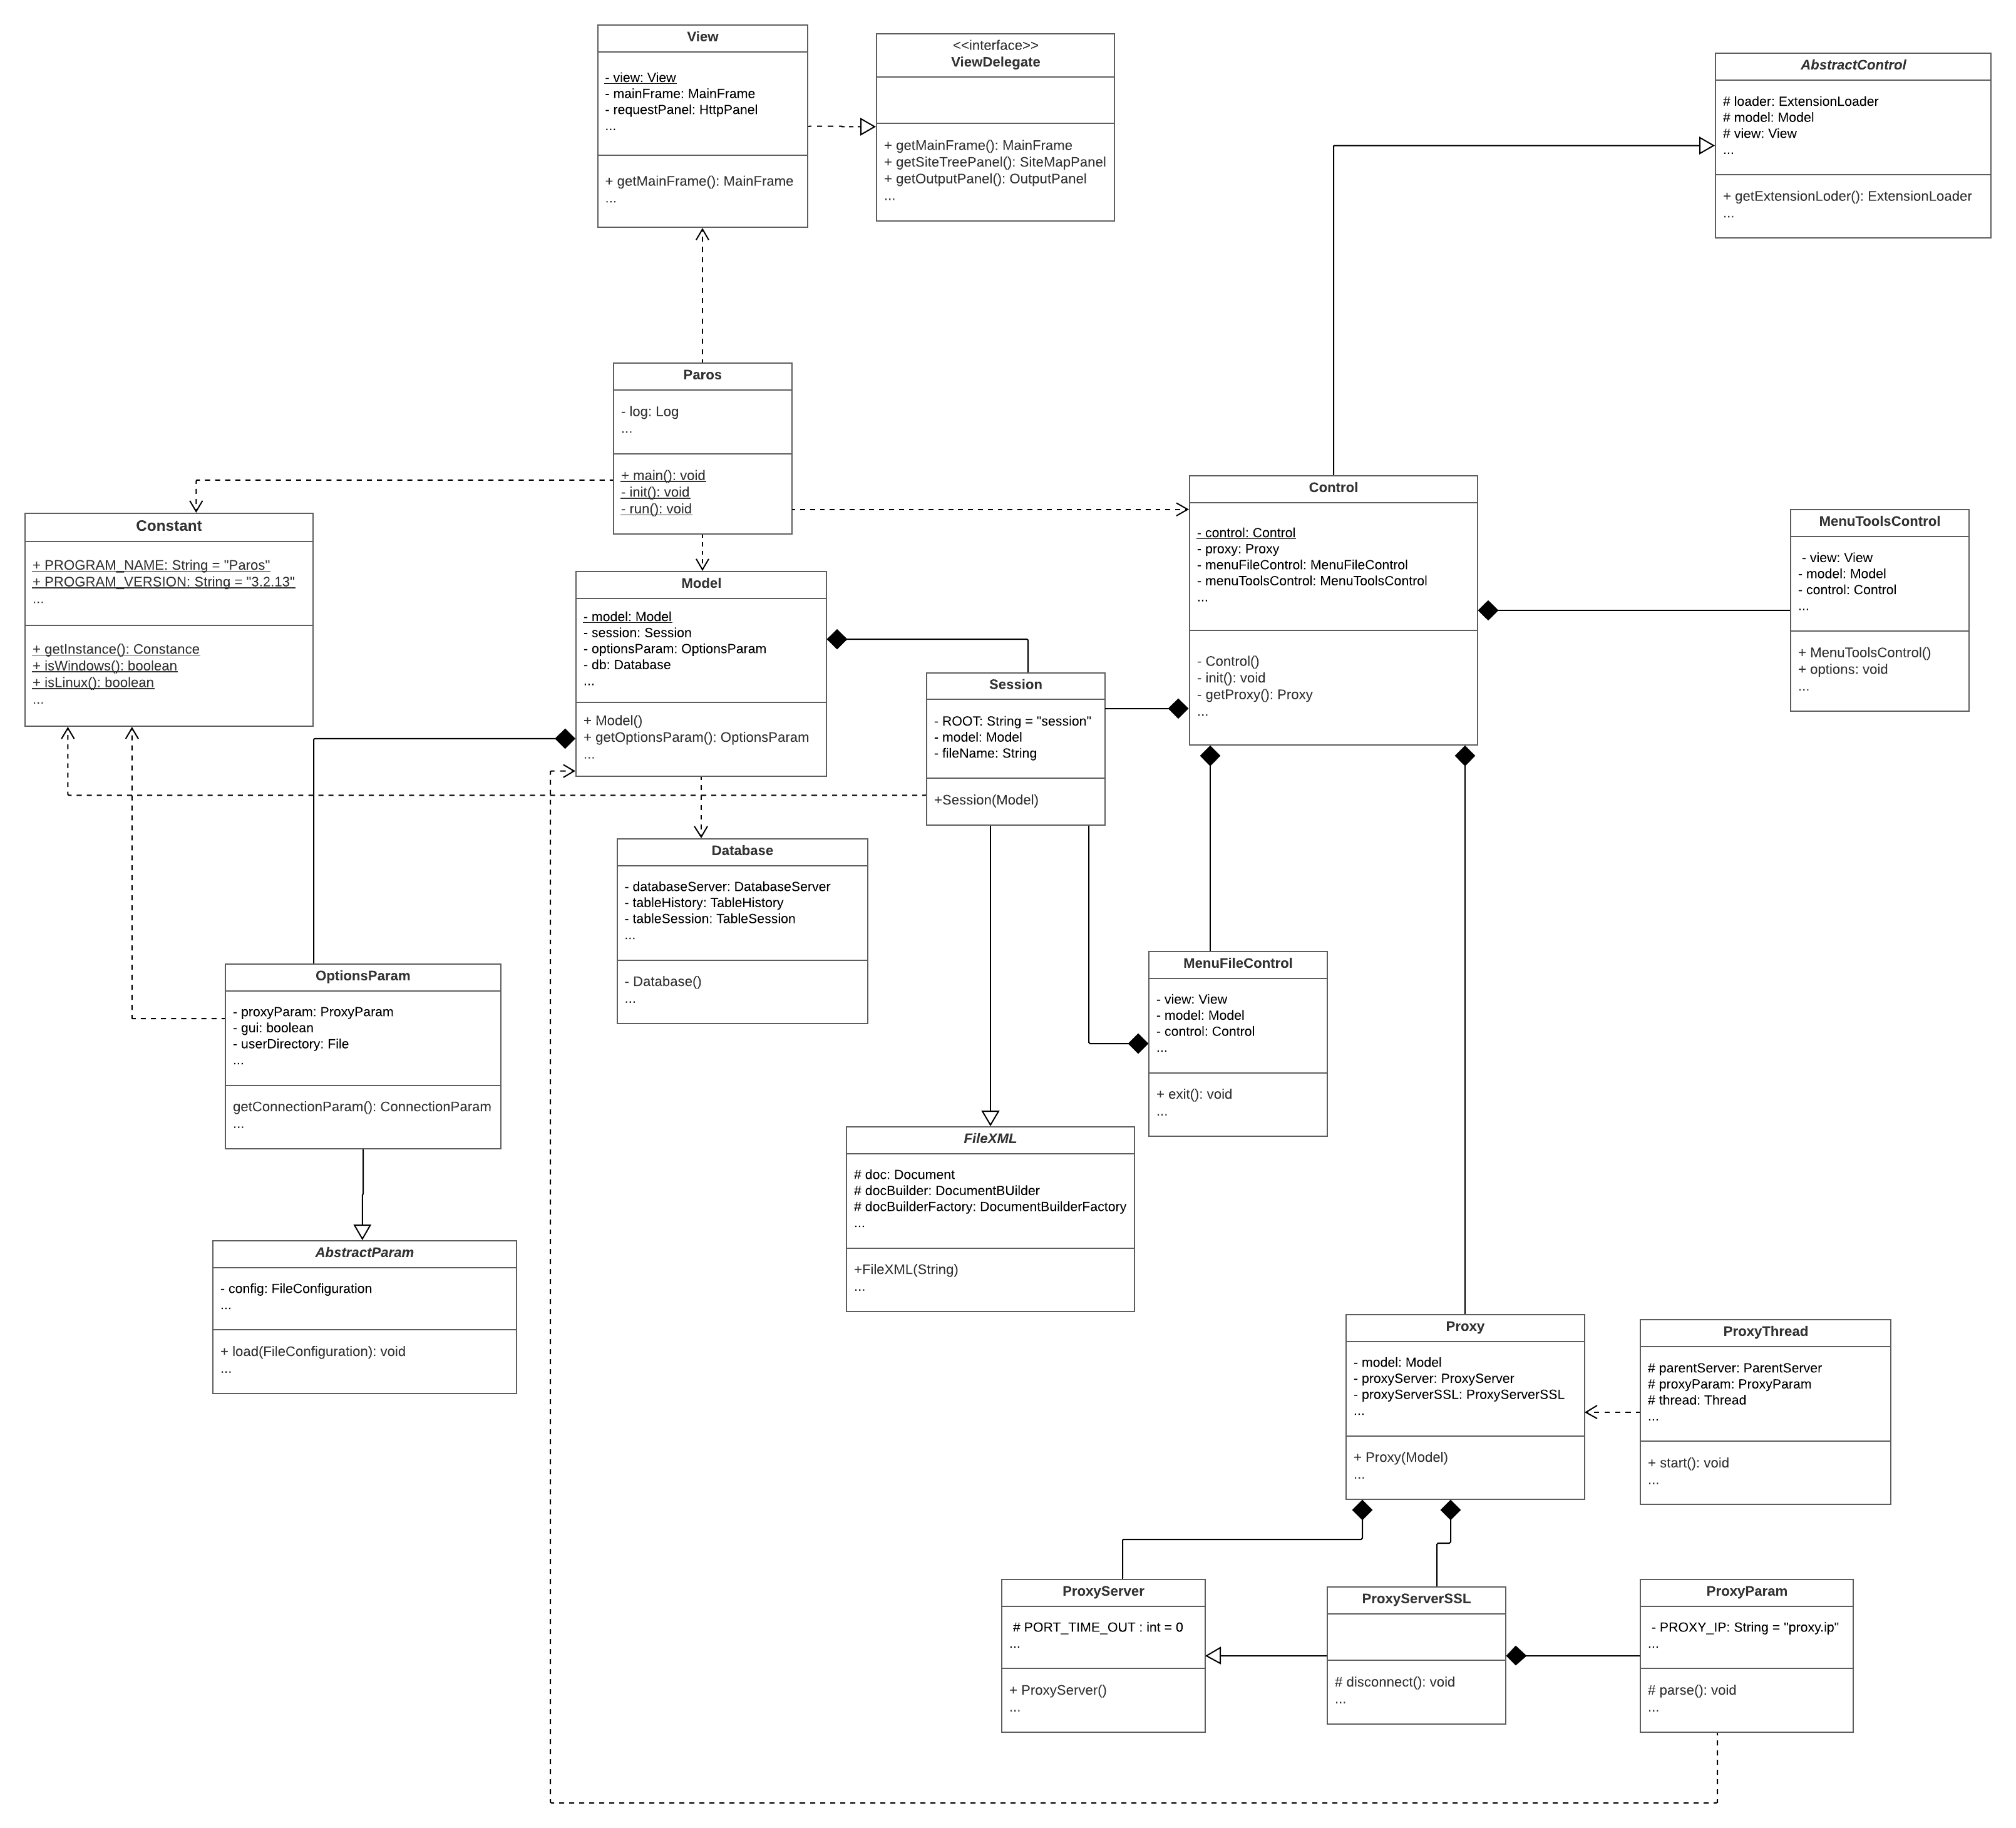 View
- view: View
- mainFrame: MainFrame
- requestPanel: HttpPanel
...
+ getMainFrame(): MainFrame
...
<<interface>>
ViewDelegate
+ getMainFrame(): MainFrame
+ getSiteTreePanel(): SiteMapPanel
+ getOutputPanel(): OutputPanel
...
AbstractControl
# loader: ExtensionLoader
# model: Model
# view: View
...
+ getExtensionLoder(): ExtensionLoader
...
Paros
- log: Log
...
+ main(): void
- init(): void
- run(): void
Constant
+ PROGRAM_NAME: String = "Paros"
+ PROGRAM_VERSION: String = "3.2.13"
...
+ getInstance(): Constance
+ isWindows(): boolean
+ isLinux(): boolean
...
Model
- model: Model
- session: Session
- optionsParam: OptionsParam
- db: Database
...
+ Model()
+ getOptionsParam(): OptionsParam
...
Control
- control: Control
- proxy: Proxy
- menuFileControl: MenuFileControl
- menuToolsControl: MenuToolsControl
...
- Control()
- init(): void
- getProxy(): Proxy
...
MenuToolsControl
- view: View
- model: Model
- control: Control
...
+ MenuToolsControl()
+ options: void
...
Session
- ROOT: String = "session"
- model: Model
- fileName: String
+Session(Model)
Database
- databaseServer: DatabaseServer
- tableHistory: TableHistory
- tableSession: TableSession
...
- Database()
...
OptionsParam
- proxyParam: ProxyParam
- gui: boolean
- userDirectory: File
...
getConnectionParam(): ConnectionParam
...
MenuFileControl
- view: View
- model: Model
- control: Control
...
+ exit(): void
...
FileXML
# doc: Document
# docBuilder: DocumentBUilder
# docBuilderFactory: DocumentBuilderFactory
...
+FileXML(String)
...
AbstractParam
- config: FileConfiguration
...
+ load(FileConfiguration): void
...
Proxy
- model: Model
- proxyServer: ProxyServer
- proxyServerSSL: ProxyServerSSL
...
+ Proxy(Model)
...
ProxyThread
# parentServer: ParentServer
# proxyParam: ProxyParam
# thread: Thread
...
+ start(): void
...
ProxyServer
# PORT_TIME_OUT : int = 0
...
+ ProxyServer()
...
ProxyServerSSL
# disconnect(): void
...
ProxyParam
- PROXY_IP: String = "proxy.ip"
...
# parse(): void
...